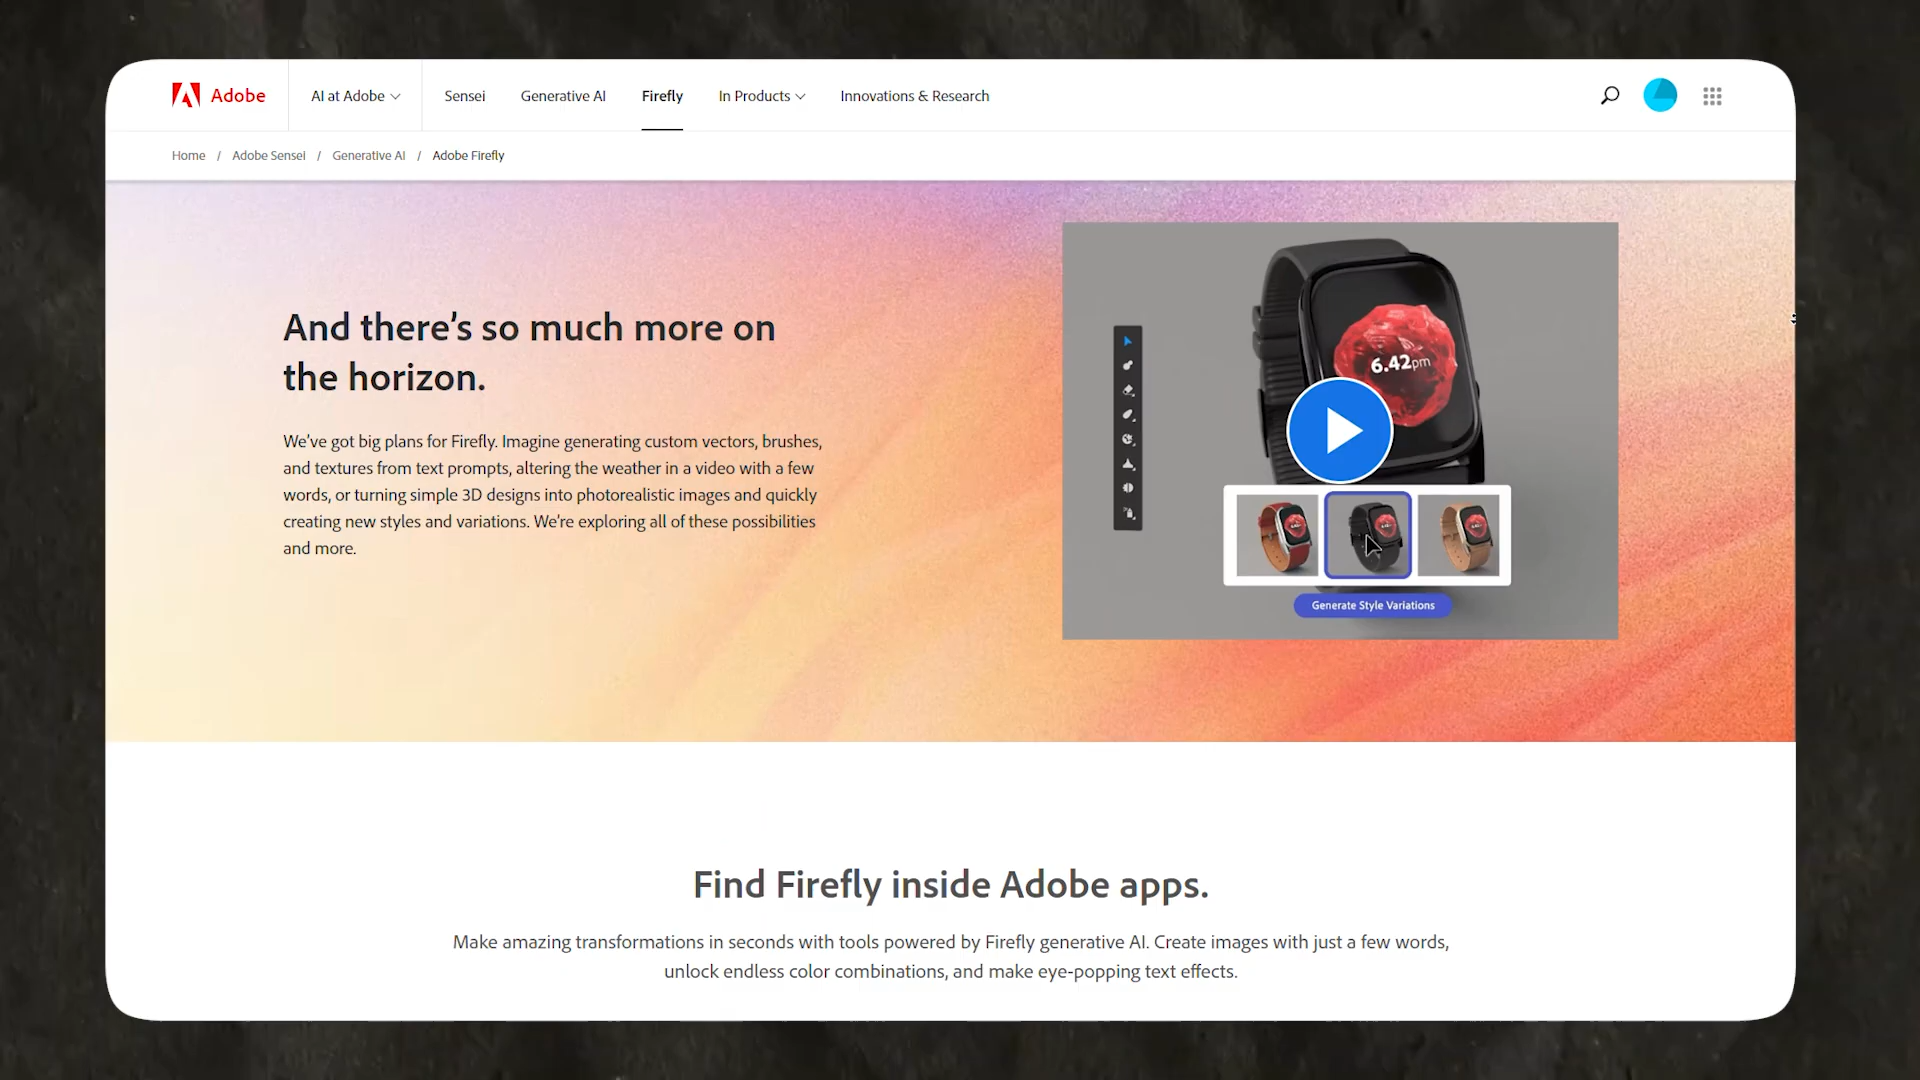 Adobe
AI at Adobe
Sensei
Generative AI
Firefly
In Products
Innovations & Research
Home / Adobe Sensei / Generative AI / Adobe Firefly
And there's so much more on
the horizon.
We've got big plans for Firefly. Imagine generating custom vectors, brushes,
and textures from text prompts, altering the weather in a video with a few
words, or turning simple 3D designs into photorealistic images and quickly
creating new styles and variations. We're exploring all of these possibilities
and more.
6.42pm
Generate Style Variations
Find Firefly inside Adobe apps.
Make amazing transformations in seconds with tools powered by Firefly generative AI. Create images with just a few words,
unlock endless color combinations, and make eye-popping text effects.